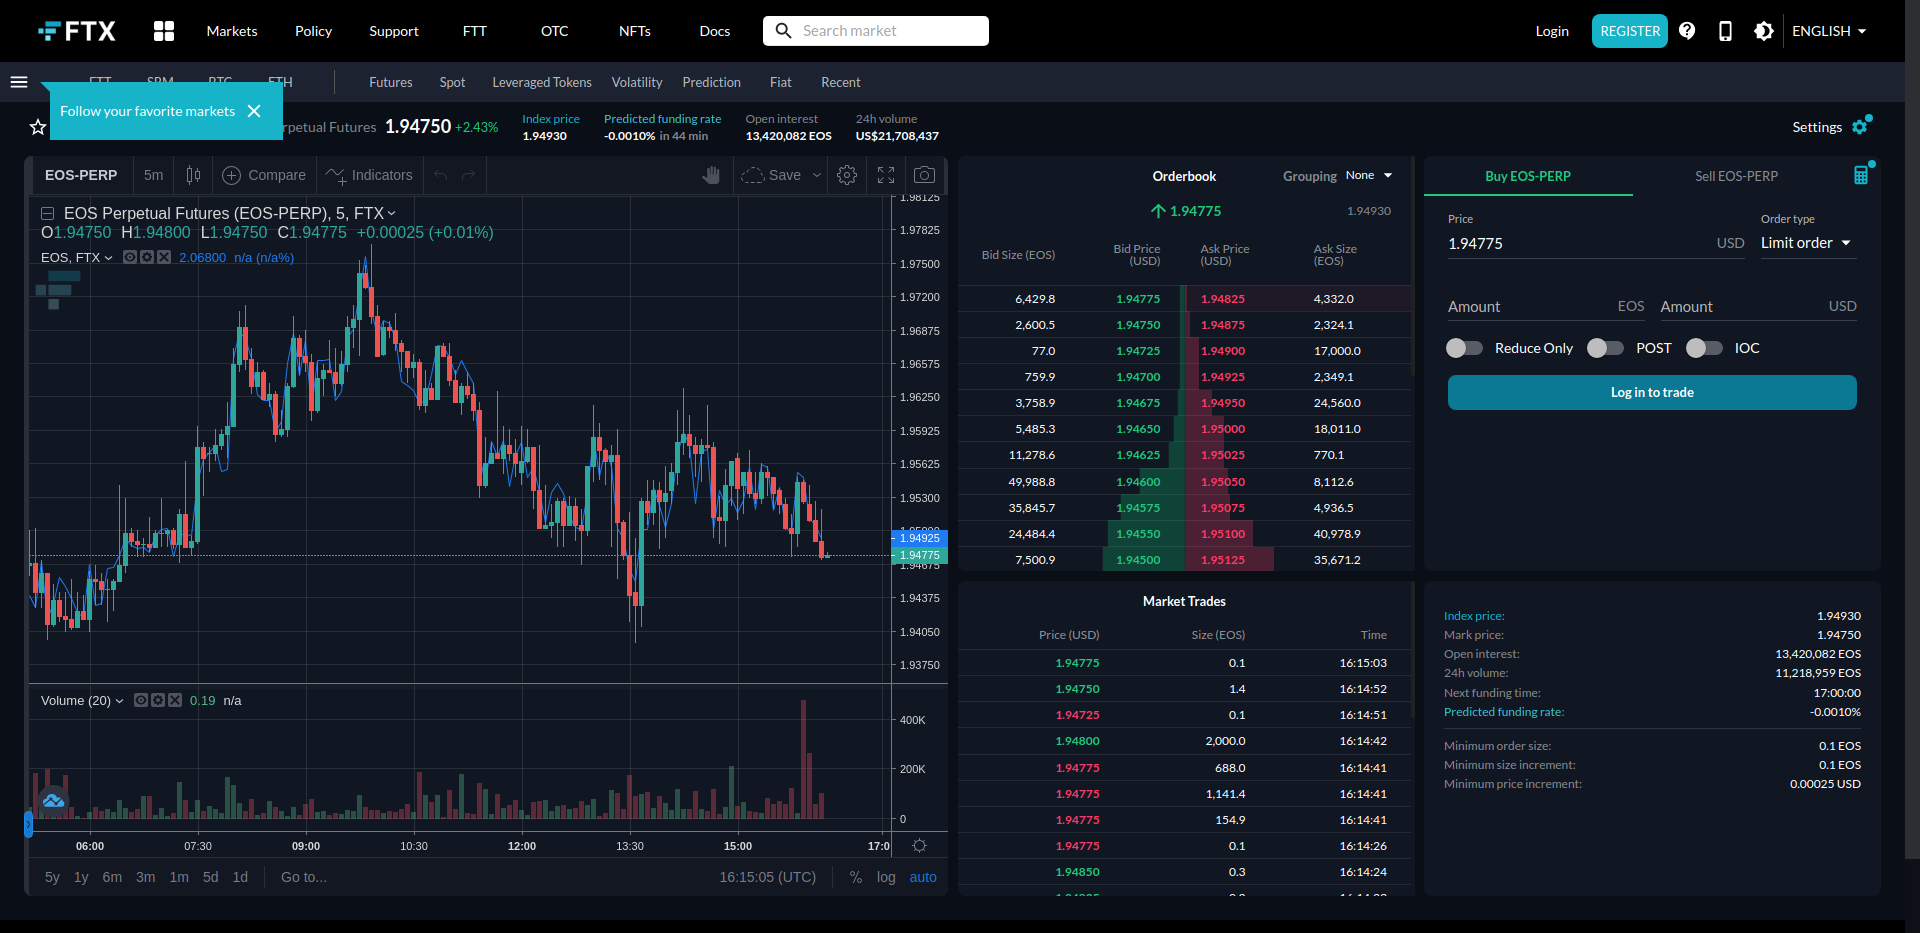 FTX Markets Policy Support FTT OTC NFTs Docs Search market Login REGISTER ENGLISH
Futures Spot Leveraged Tokens Volatility Prediction Fiat Recent
Follow your favorite markets
rpetual Futures 1.94750 +2.43%
Index price
1.94930
Predicted funding rate
-0.0010% in 44 min
Open interest
13,420,082 EOS
24h volume
US$21,708,437
Settings
EOS-PERP 5m Compare Indicators Save
EOS Perpetual Futures (EOS-PERP), 5, FTX
O1.94750 H1.94800 L1.94750 C1.94775 +0.00025 (+0.01%)
EOS, FTX 2.06800 n/a (n/a%)
1.98125
1.97825
1.97500
1.97200
1.96875
1.96575
1.96250
1.95925
1.95625
1.95300
1.94925
1.94775
1.94675
1.94375
1.94050
1.93750
Volume (20) 0.19 n/a
400K
200K
0
06:00 07:30 09:00 10:30 12:00 13:30 15:00 17:0
5y 1y 6m 3m 1m 5d 1d Go to... 16:15:05 (UTC) % log auto
Orderbook Grouping None
1.94775 1.94930
Bid Size (EOS) Bid Price (USD) Ask Price (USD) Ask Size (EOS)
6,429.8 1.94775 1.94825 4,332.0
2,600.5 1.94750 1.94875 2,324.1
77.0 1.94725 1.94900 17,000.0
759.9 1.94700 1.94925 2,349.1
3,758.9 1.94675 1.94950 24,560.0
5,485.3 1.94650 1.95000 18,011.0
11,278.6 1.94625 1.95025 770.1
49,988.8 1.94600 1.95050 8,112.6
35,845.7 1.94575 1.95075 4,936.5
24,484.4 1.94550 1.95100 40,978.9
7,500.9 1.94500 1.95125 35,671.2
Market Trades
Price (USD) Size (EOS) Time
1.94775 0.1 16:15:03
1.94750 1.4 16:14:52
1.94725 0.1 16:14:51
1.94800 2,000.0 16:14:42
1.94775 688.0 16:14:41
1.94775 1,141.4 16:14:41
1.94775 154.9 16:14:41
1.94775 0.1 16:14:26
1.94850 0.3 16:14:24
Buy EOS-PERP Sell EOS-PERP
Price Order type
1.94775 USD Limit order
Amount EOS Amount USD
Reduce Only POST IOC
Log in to trade
Index price: 1.94930
Mark price: 1.94750
Open interest: 13,420,082 EOS
24h volume: 11,218,959 EOS
Next funding time: 17:00:00
Predicted funding rate: -0.0010%
Minimum order size: 0.1 EOS
Minimum size increment: 0.1 EOS
Minimum price increment: 0.00025 USD